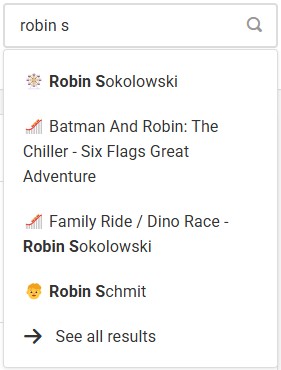 robin s
Robin Sokolowski
Batman And Robin: The
Chiller - Six Flags Great
Adventure
Family Ride / Dino Race -
Robin Sokolowski
Robin Schmit
See all results